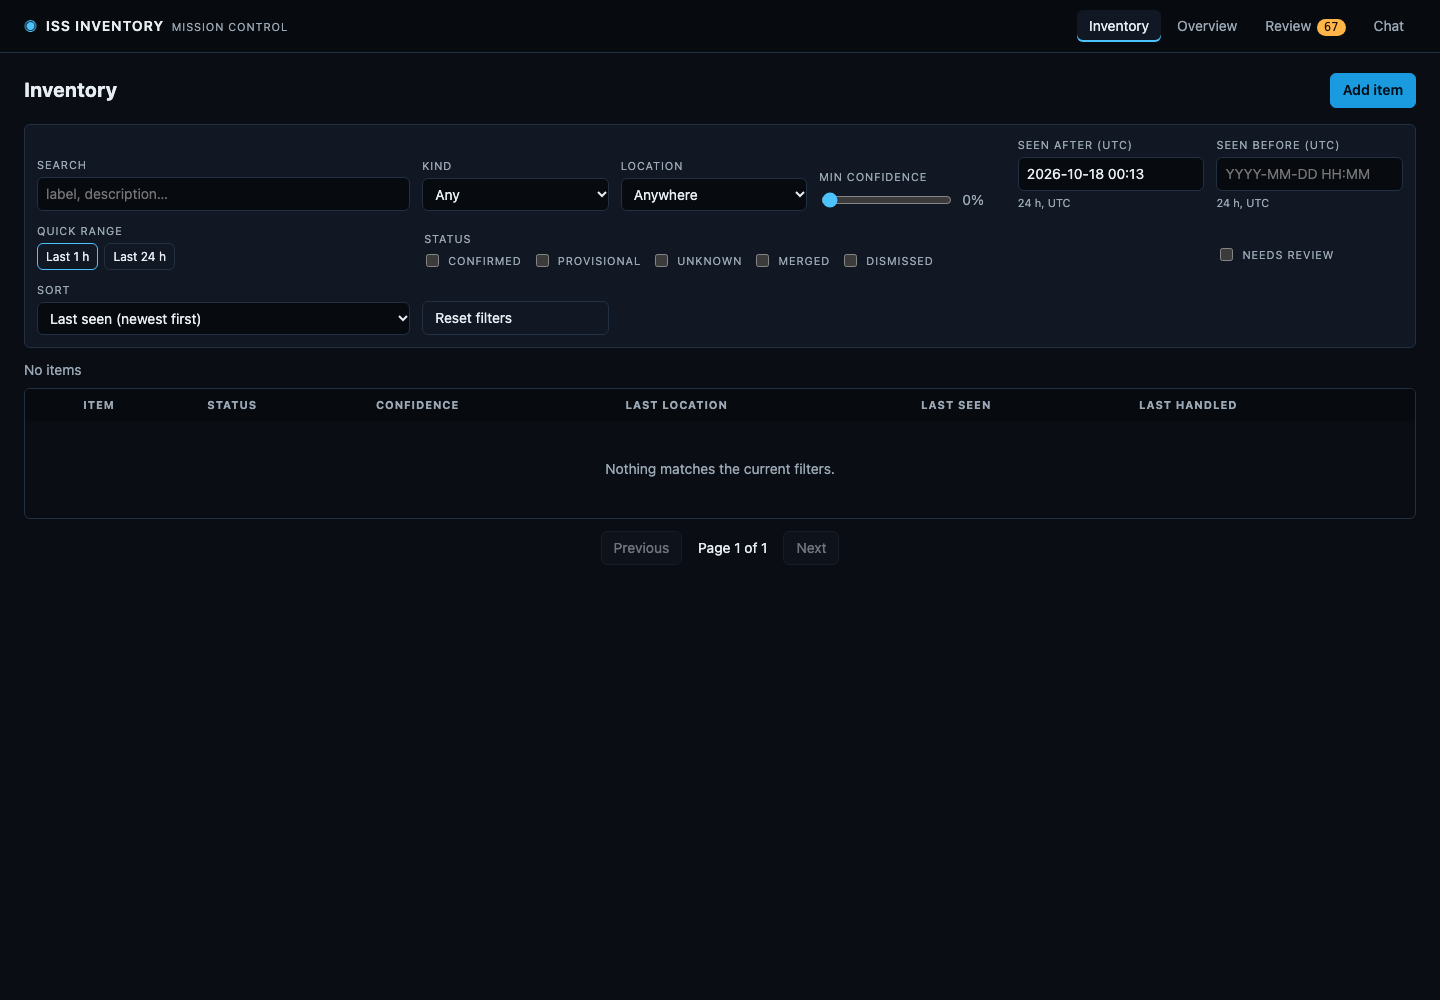 ISS INVENTORY MISSION CONTROL
Inventory Overview Review 67 Chat
Inventory
Add item
SEARCH
label, description...
KIND
Any
LOCATION
Anywhere
MIN CONFIDENCE
0%
SEEN AFTER (UTC)
2026-10-18 00:13
24 h, UTC
SEEN BEFORE (UTC)
YYYY-MM-DD HH:MM
24 h, UTC
QUICK RANGE
Last 1 h Last 24 h
STATUS
CONFIRMED PROVISIONAL UNKNOWN MERGED DISMISSED
NEEDS REVIEW
SORT
Last seen (newest first)
Reset filters
No items
ITEM STATUS CONFIDENCE LAST LOCATION LAST SEEN LAST HANDLED
Nothing matches the current filters.
Previous Page 1 of 1 Next